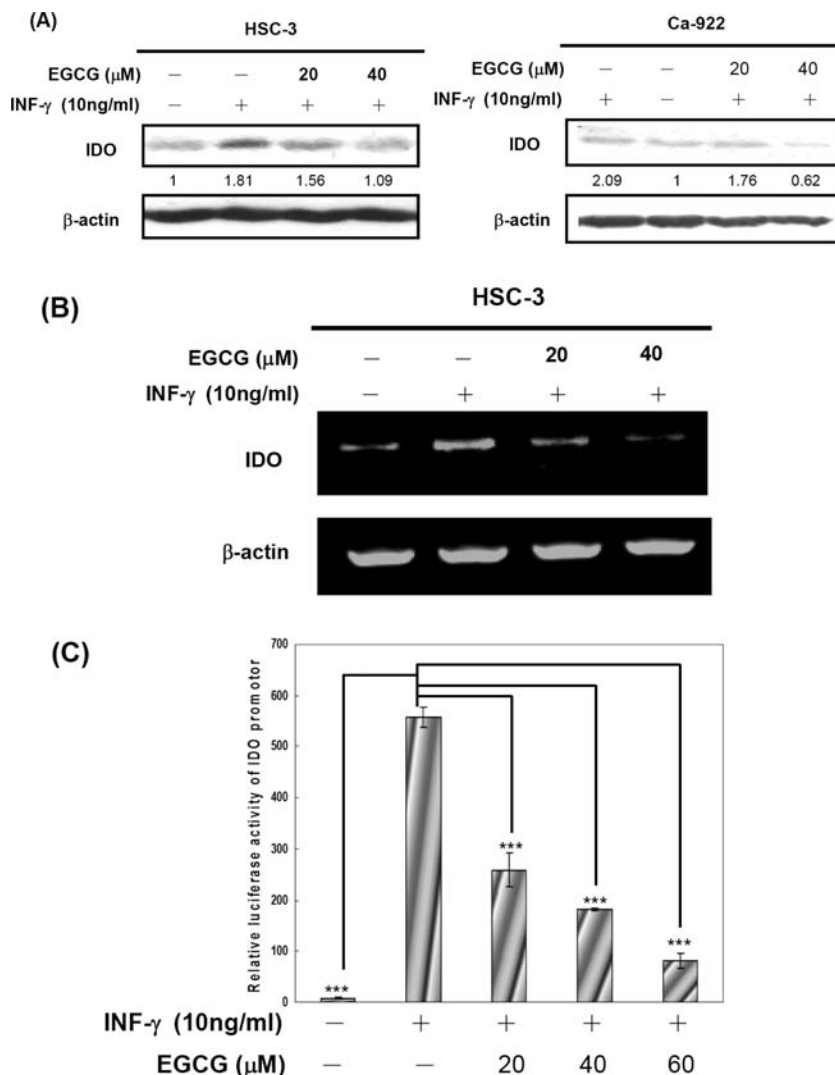 (A)
HSC-3
EGCG (μM) − − 20 40
INF-γ (10ng/ml) − + + +
IDO
1 1.81 1.56 1.09
β-actin
Ca-922
EGCG (μM) − − 20 40
INF-γ (10ng/ml) + − + +
IDO
2.09 1 1.76 0.62
β-actin
(B)
HSC-3
EGCG (μM) − − 20 40
INF-γ (10ng/ml) − + + +
IDO
β-actin
(C)
Relative luciferase activity of IDO promotor
700
600
500
400
300
200
100
0
*** *** *** ***
INF-γ (10ng/ml) − + + + +
EGCG (μM) − − 20 40 60